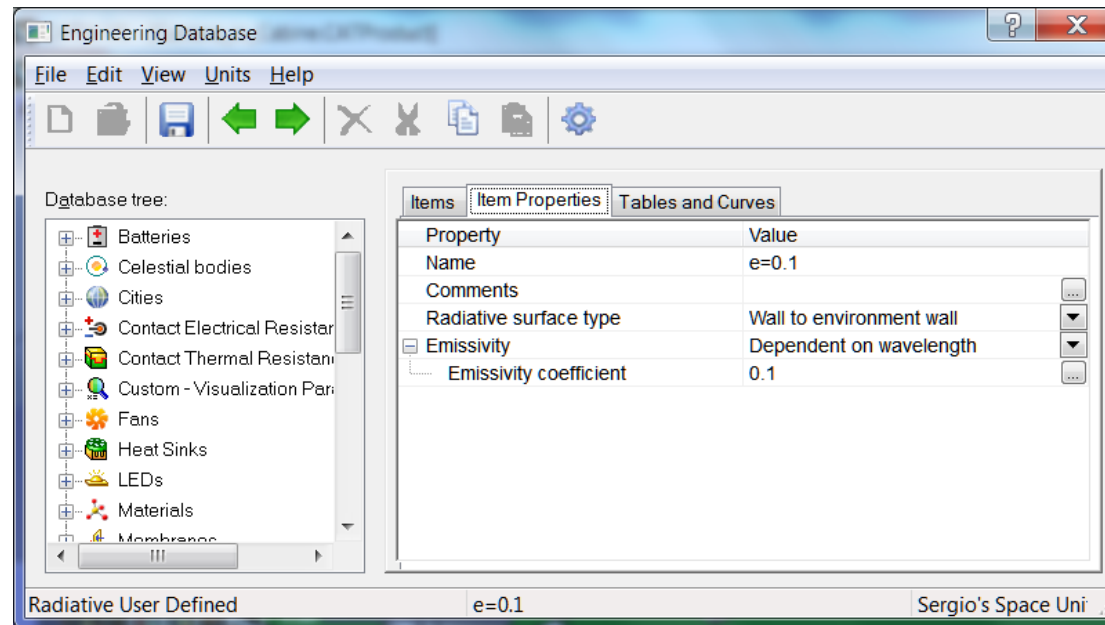 Engineering Database
File Edit View Units Help
Database tree:
Batteries
Celestial bodies
Cities
Contact Electrical Resistan
Contact Thermal Resistan
Custom - Visualization Par
Fans
Heat Sinks
LEDs
Materials
Membranes
Items Item Properties Tables and Curves
Property Value
Name e=0.1
Comments ...
Radiative surface type Wall to environment wall
Emissivity Dependent on wavelength
Emissivity coefficient 0.1 ...
Radiative User Defined e=0.1 Sergio's Space Uni